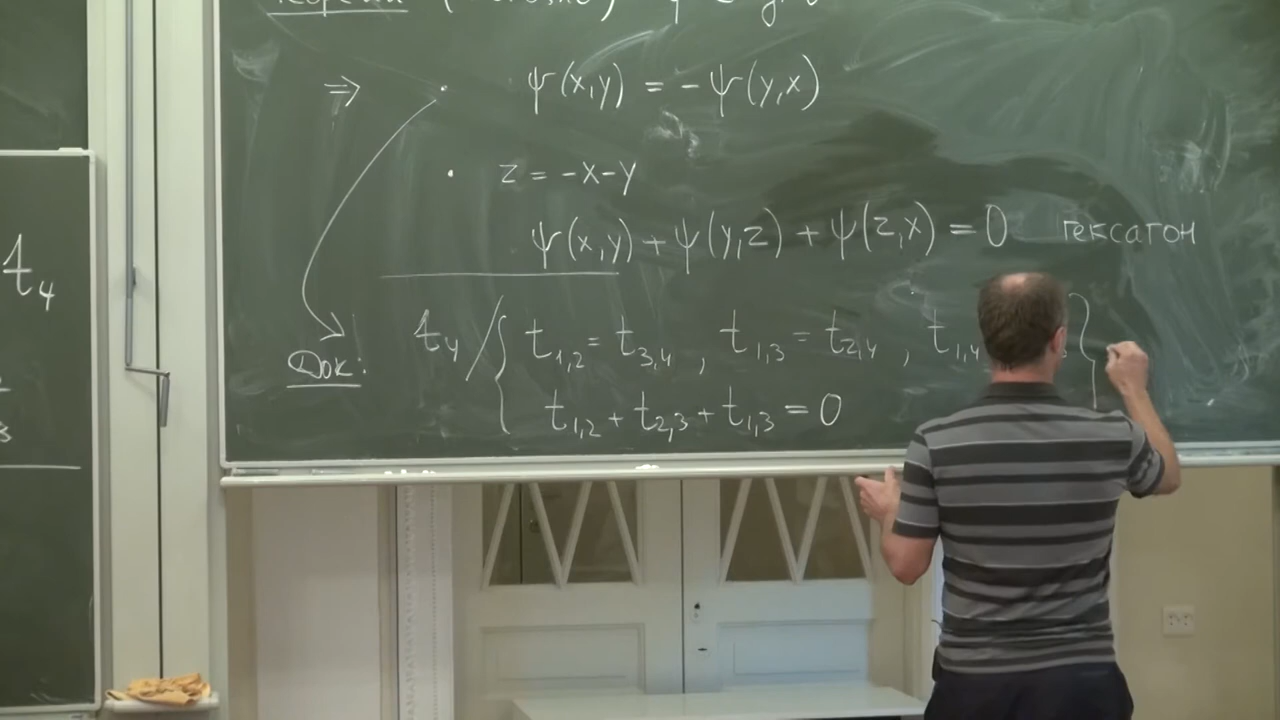 ⇒ · ψ(x,y) = -ψ(y,x)
· z = -x-y
ψ(x,y) + ψ(y,z) + ψ(z,x) = 0 гексагон
Док: t₄ / { t₁,₂ = t₃,₄ , t₁,₃ = t₂,₄ , t₁,₄ }
t₁,₂ + t₂,₃ + t₁,₃ = 0
t₄